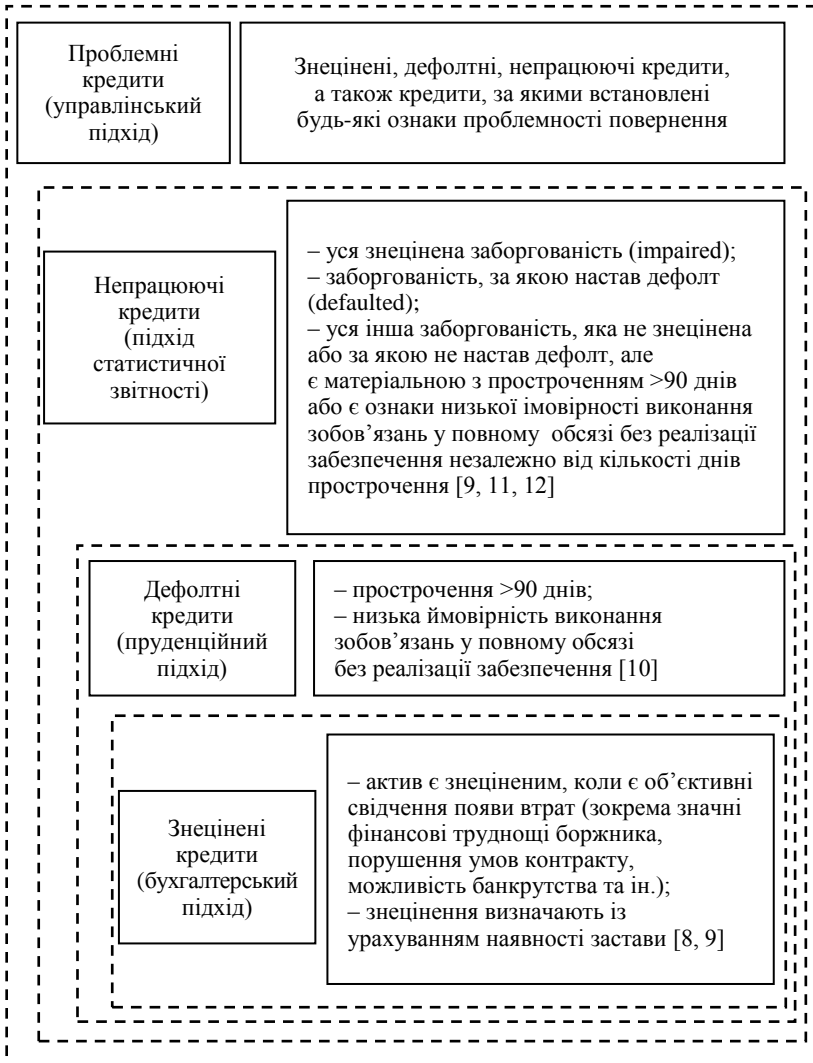 Проблемні
кредити
(управлінський
підхід)
Знецінені, дефолтні, непрацюючі кредити,
а також кредити, за якими встановлені
будь-які ознаки проблемності повернення
Непрацюючі
кредити
(підхід
статистичної
звітності)
– уся знецінена заборгованість (impaired);
– заборгованість, за якою настав дефолт
(defaulted);
– уся інша заборгованість, яка не знецінена
або за якою не настав дефолт, але
є матеріальною з простроченням >90 днів
або є ознаки низької імовірності виконання
зобов’язань у повному обсязі без реалізації
забезпечення незалежно від кількості днів
прострочення [9, 11, 12]
Дефолтні
кредити
(пруденційний
підхід)
– прострочення >90 днів;
– низька ймовірність виконання
зобов’язань у повному обсязі
без реалізації забезпечення [10]
Знецінені
кредити
(бухгалтерський
підхід)
– актив є знеціненим, коли є об’єктивні
свідчення появи втрат (зокрема значні
фінансові труднощі боржника,
порушення умов контракту,
можливість банкрутства та ін.);
– знецінення визначають із
урахуванням наявності застави [8, 9]